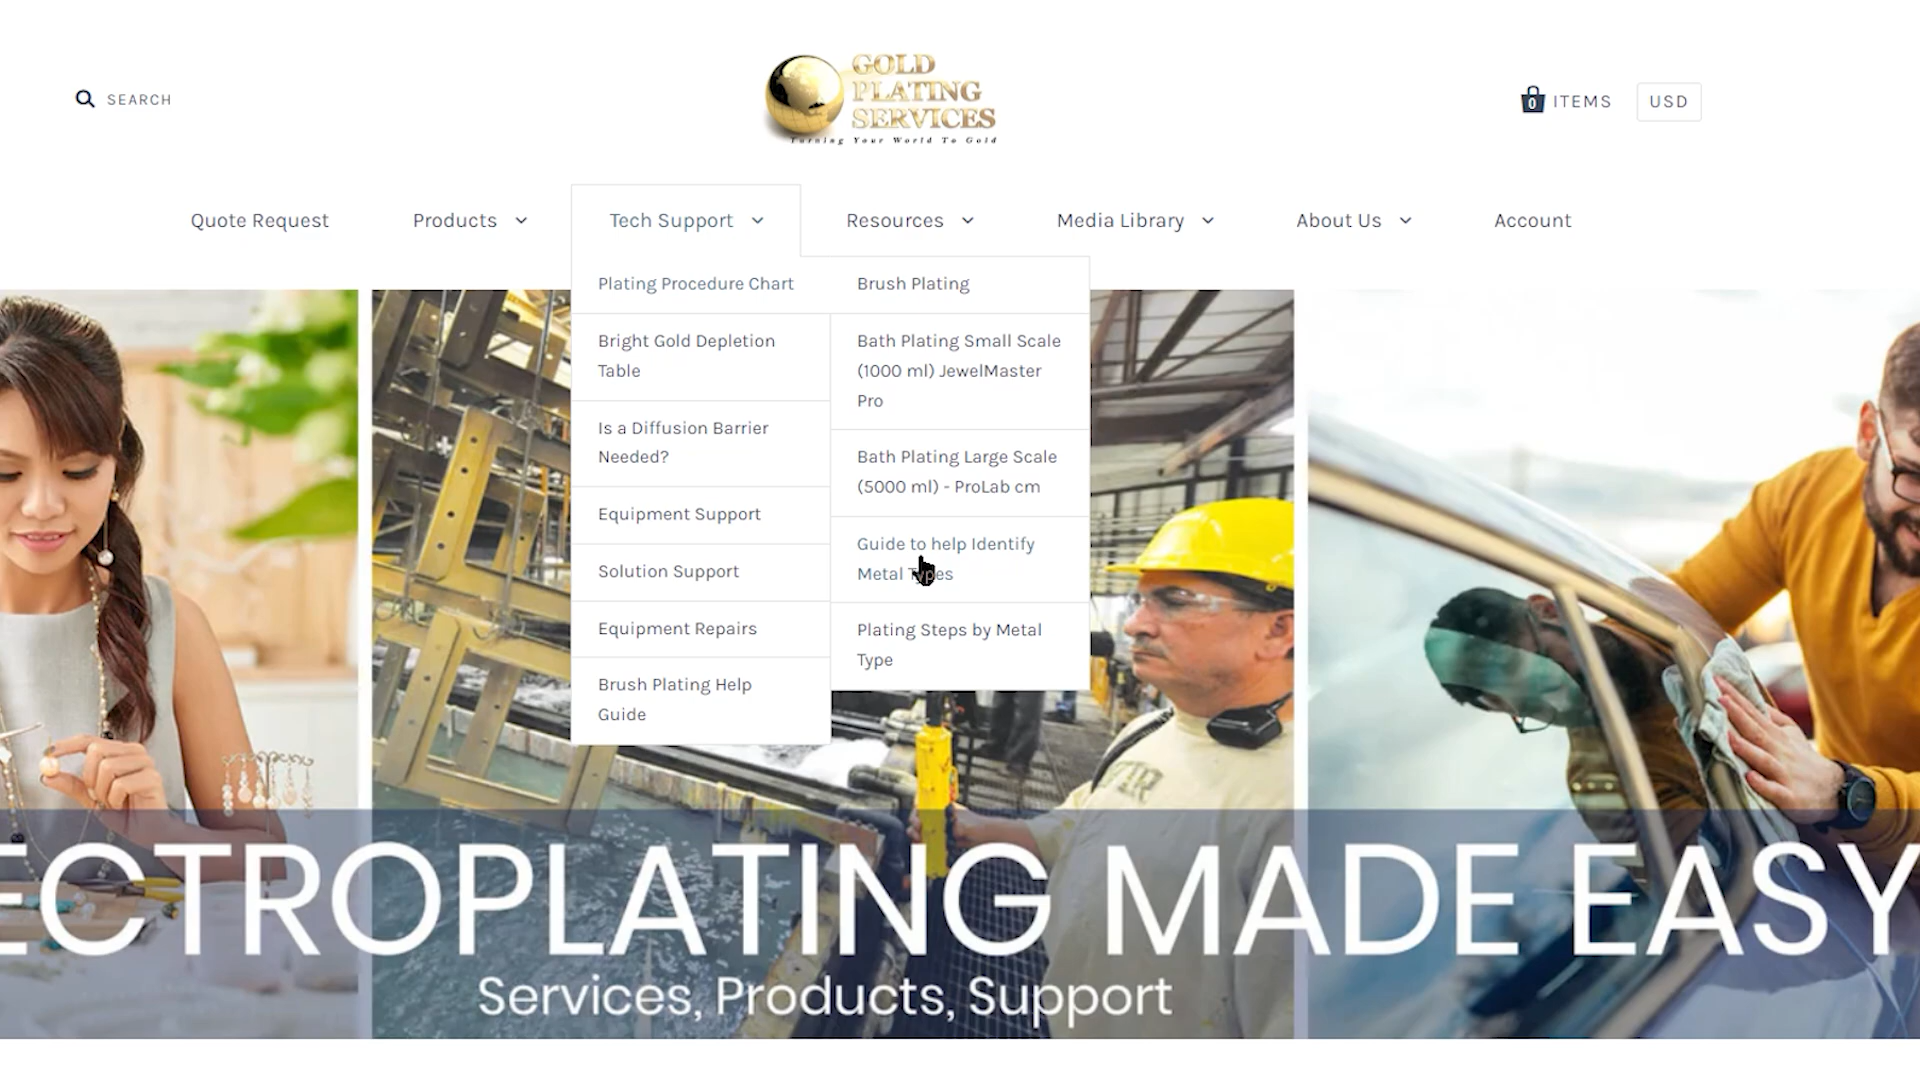 SEARCH
GOLD
PLATING
SERVICES
Turning Your World To Gold
0 ITEMS
USD
Quote Request
Products
Tech Support
Resources
Media Library
About Us
Account
Plating Procedure Chart
Bright Gold Depletion
Table
Is a Diffusion Barrier
Needed?
Equipment Support
Solution Support
Equipment Repairs
Brush Plating Help
Guide
Brush Plating
Bath Plating Small Scale
(1000 ml) JewelMaster
Pro
Bath Plating Large Scale
(5000 ml) - ProLab cm
Guide to help Identify
Metal Types
Plating Steps by Metal
Type
ECTROPLATING MADE EASY
Services, Products, Support